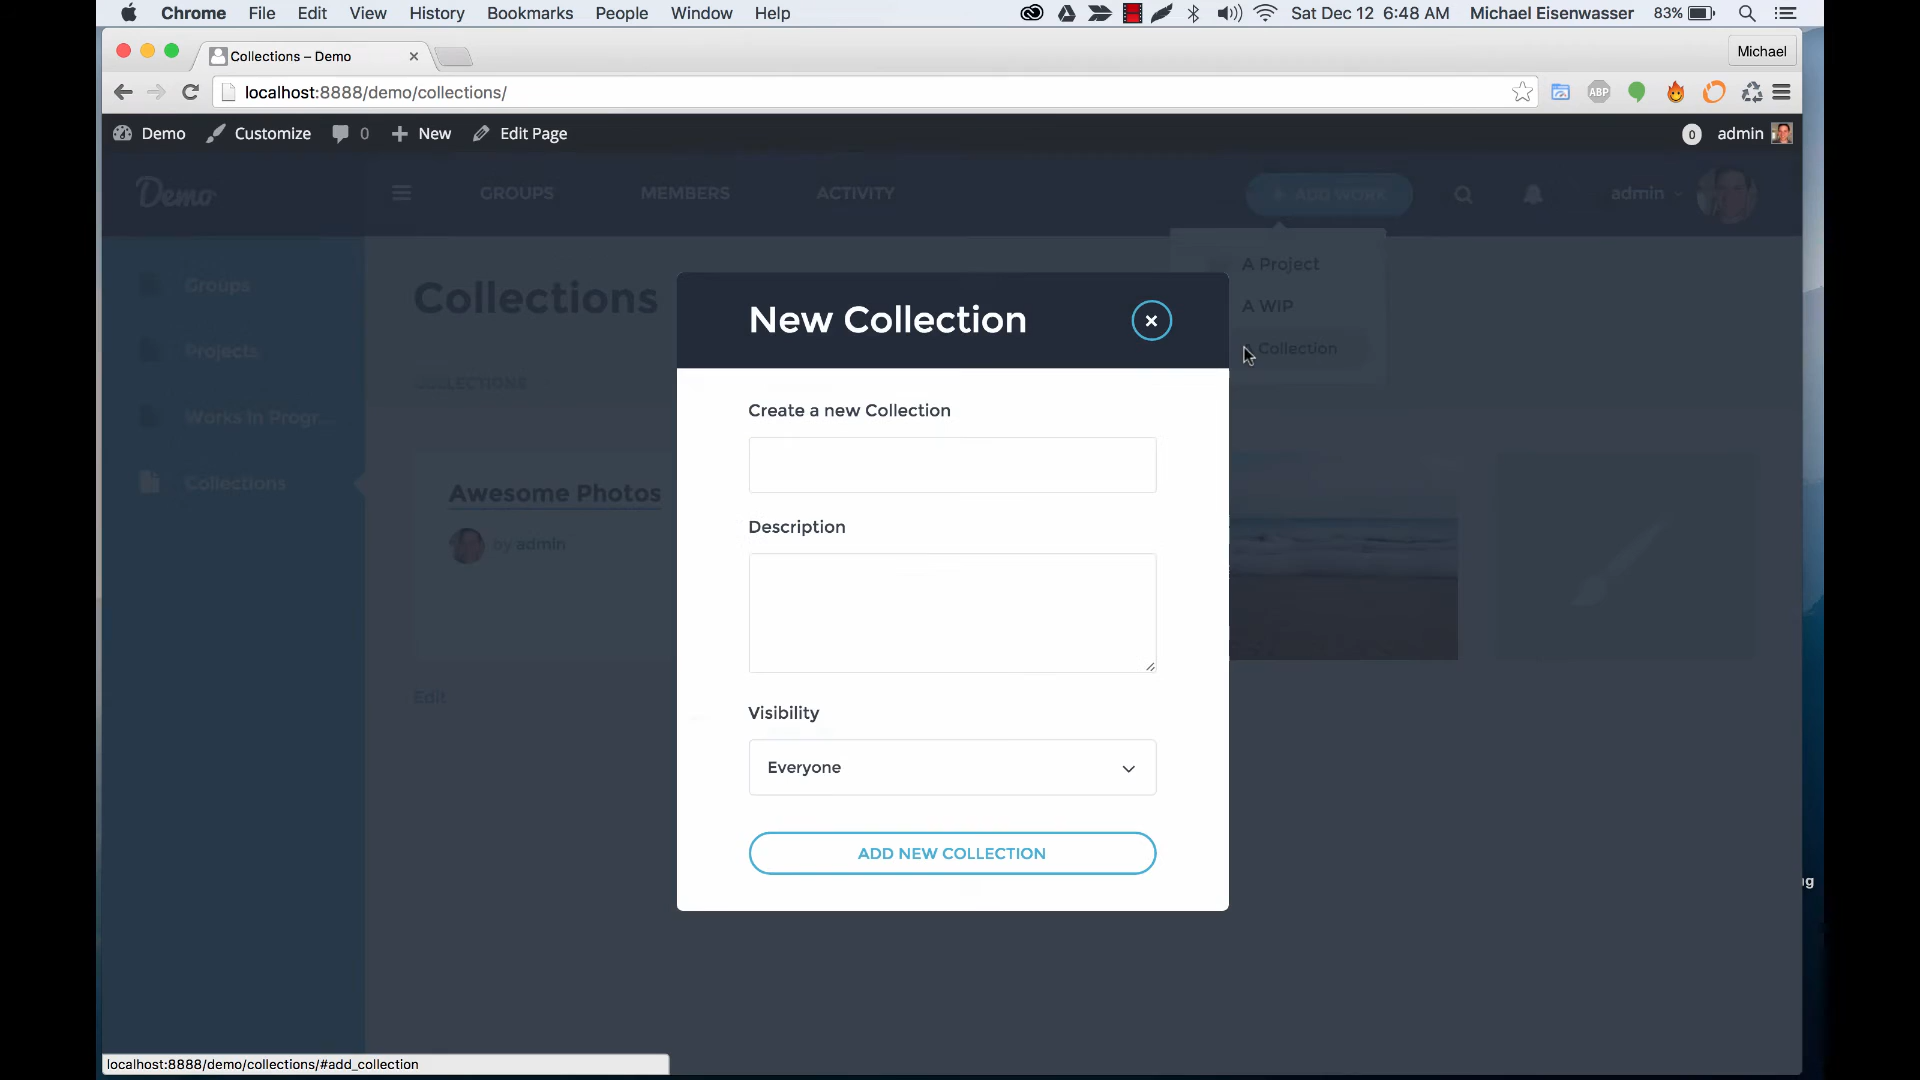 Chrome File Edit View History Bookmarks People Window Help Sat Dec 12 6:48 AM Michael Eisenwasser 83%
Collections – Demo
Michael
localhost:8888/demo/collections/
ABP
Demo Customize 0 New Edit Page 0 admin
Demo GROUPS MEMBERS ACTIVITY + ADD WORK admin
Groups
Projects
Works In Progr...
Collections
Collections
COLLECTIONS
A Project
A WIP
A Collection
Awesome Photos
by admin
Edit
New Collection
Create a new Collection
Description
Visibility
Everyone
ADD NEW COLLECTION
localhost:8888/demo/collections/#add_collection